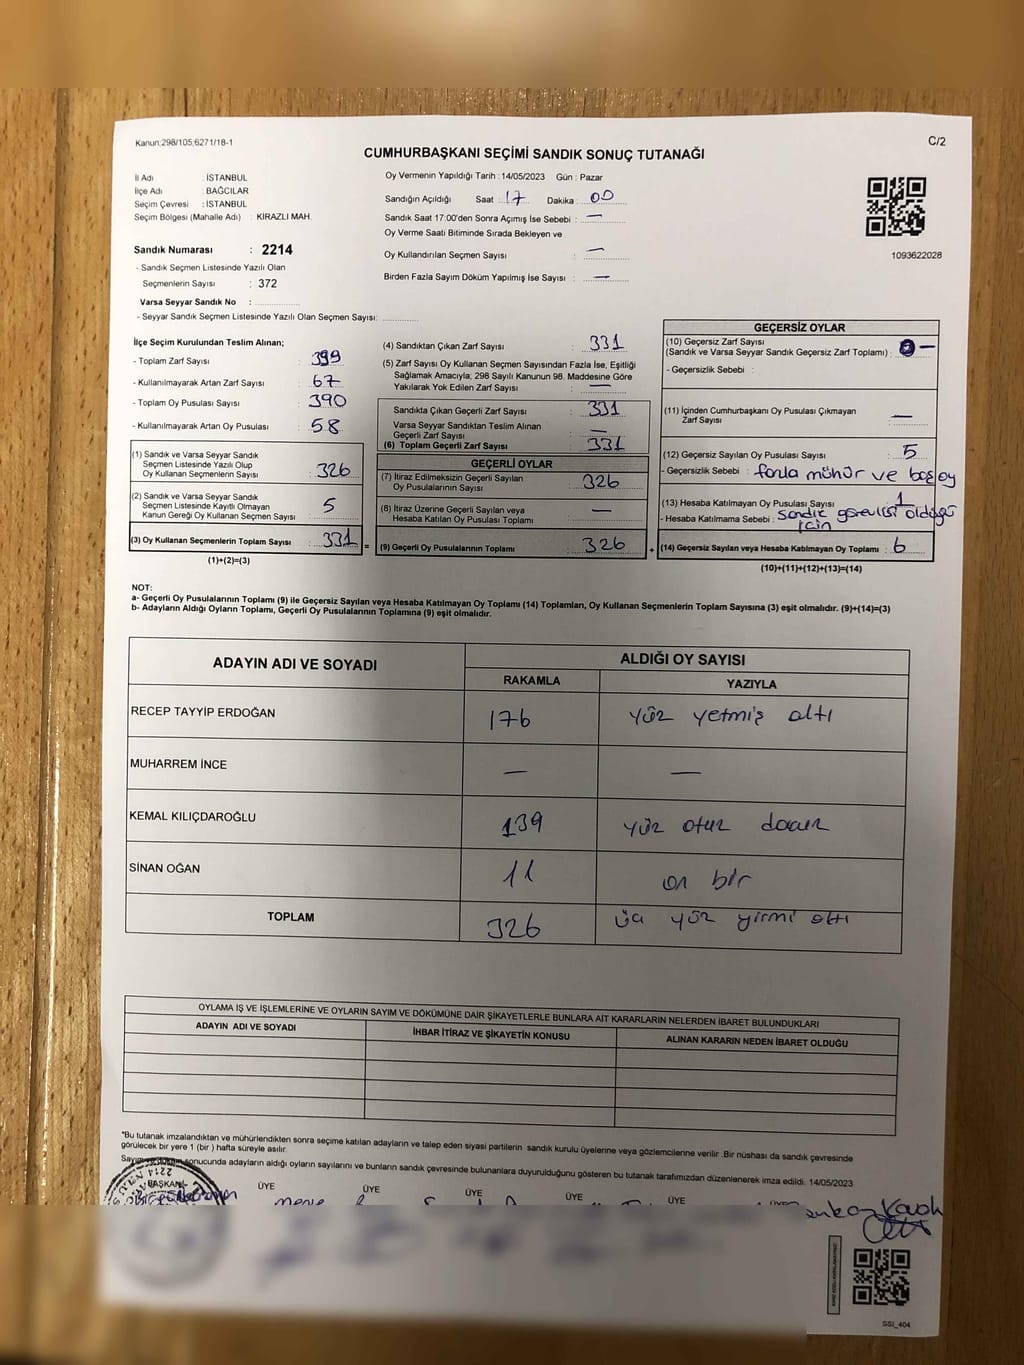 Kanun;298/105;6271/18-1
C/2
CUMHURBAŞKANI SEÇİMİ SANDIK SONUÇ TUTANAĞI
İl Adı : İSTANBUL
İlçe Adı : BAĞCILAR
Seçim Çevresi : İSTANBUL
Seçim Bölgesi (Mahalle Adı) : KİRAZLI MAH.
Sandık Numarası : 2214
- Sandık Seçmen Listesinde Yazılı Olan
Seçmenlerin Sayısı : 372
Varsa Seyyar Sandık No :
- Seyyar Sandık Seçmen Listesinde Yazılı Olan Seçmen Sayısı:
Oy Vermenin Yapıldığı Tarih : 14/05/2023 Gün : Pazar
Sandığın Açıldığı Saat : 17 Dakika : 00
Sandık Saat 17:00'den Sonra Açımış İse Sebebi : —
Oy Verme Saati Bitiminde Sırada Bekleyen ve
Oy Kullandırılan Seçmen Sayısı : —
Birden Fazla Sayım Döküm Yapılmış İse Sayısı : —
1093622028
İlçe Seçim Kurulundan Teslim Alınan;
- Toplam Zarf Sayısı : 399
- Kullanılmayarak Artan Zarf Sayısı : 67
- Toplam Oy Pusulası Sayısı : 390
- Kullanılmayarak Artan Oy Pusulası : 58
(1) Sandık ve Varsa Seyyar Sandık
Seçmen Listesinde Yazılı Olup
Oy Kullanan Seçmenlerin Sayısı : 326
(2) Sandık ve Varsa Seyyar Sandık
Seçmen Listesinde Kayıtlı Olmayan
Kanun Gereği Oy Kullanan Seçmen Sayısı : 5
(3) Oy Kullanan Seçmenlerin Toplam Sayısı : 331 =
(1)+(2)=(3)
(4) Sandıktan Çıkan Zarf Sayısı : 331
(5) Zarf Sayısı Oy Kullanan Seçmen Sayısından Fazla İse, Eşitliği
Sağlamak Amacıyla; 298 Sayılı Kanunun 98. Maddesine Göre
Yakılarak Yok Edilen Zarf Sayısı : —
Sandıkta Çıkan Geçerli Zarf Sayısı : 331
Varsa Seyyar Sandıktan Teslim Alınan
Geçerli Zarf Sayısı : —
(6) Toplam Geçerli Zarf Sayısı : 331
GEÇERLİ OYLAR
(7) İtiraz Edilmeksizin Geçerli Sayılan
Oy Pusulalarının Sayısı : 326
(8) İtiraz Üzerine Geçerli Sayılan veya
Hesaba Katılan Oy Pusulası Toplamı : —
(9) Geçerli Oy Pusulalarının Toplamı : 326 +
GEÇERSİZ OYLAR
(10) Geçersiz Zarf Sayısı
(Sandık ve Varsa Seyyar Sandık Geçersiz Zarf Toplamı) : —
- Geçersizlik Sebebi :
(11) İçinden Cumhurbaşkanı Oy Pusulası Çıkmayan
Zarf Sayısı : —
(12) Geçersiz Sayılan Oy Pusulası Sayısı : 5
- Geçersizlik Sebebi : fazla mühür ve boş oy
(13) Hesaba Katılmayan Oy Pusulası Sayısı : 1
- Hesaba Katılmama Sebebi : sandık görevlisi olduğu
için
(14) Geçersiz Sayılan veya Hesaba Katılmayan Oy Toplamı : 6
(10)+(11)+(12)+(13)=(14)
NOT:
a- Geçerli Oy Pusulalarının Toplamı (9) ile Geçersiz Sayılan veya Hesaba Katılmayan Oy Toplamı (14) Toplamları, Oy Kullanan Seçmenlerin Toplam Sayısına (3) eşit olmalıdır. (9)+(14)=(3)
b- Adayların Aldığı Oyların Toplamı, Geçerli Oy Pusulalarının Toplamına (9) eşit olmalıdır.
ADAYIN ADI VE SOYADI ALDIĞI OY SAYISI
RAKAMLA YAZIYLA
RECEP TAYYİP ERDOĞAN 176 yüz yetmiş altı
MUHARREM İNCE — —
KEMAL KILIÇDAROĞLU 139 yüz otuz dokuz
SİNAN OĞAN 11 on bir
TOPLAM 326 üç yüz yirmi altı
OYLAMA İŞ VE İŞLEMLERİNE VE OYLARIN SAYIM VE DÖKÜMÜNE DAİR ŞİKAYETLERLE BUNLARA AİT KARARLARIN NELERDEN İBARET BULUNDUKLARI
ADAYIN ADI VE SOYADI İHBAR İTİRAZ VE ŞİKAYETİN KONUSU ALINAN KARARIN NEDEN İBARET OLDUĞU
*Bu tutanak imzalandıktan ve mühürlendikten sonra seçime katılan adayların ve talep eden siyasi partilerin sandık kurulu üyelerine veya gözlemcilerine verilir .Bir nüshası da sandık çevresinde
görülecek bir yere 1 (bir ) hafta süreyle asılır.
sonucunda adayların aldığı oyların sayılarını ve bunların sandık çevresinde bulunanlara duyurulduğunu gösteren bu tutanak tarafımızdan düzenlenerek imza edildi. 14/05/2023
BAŞKAN ÜYE ÜYE ÜYE ÜYE ÜYE
2214
SSI_404